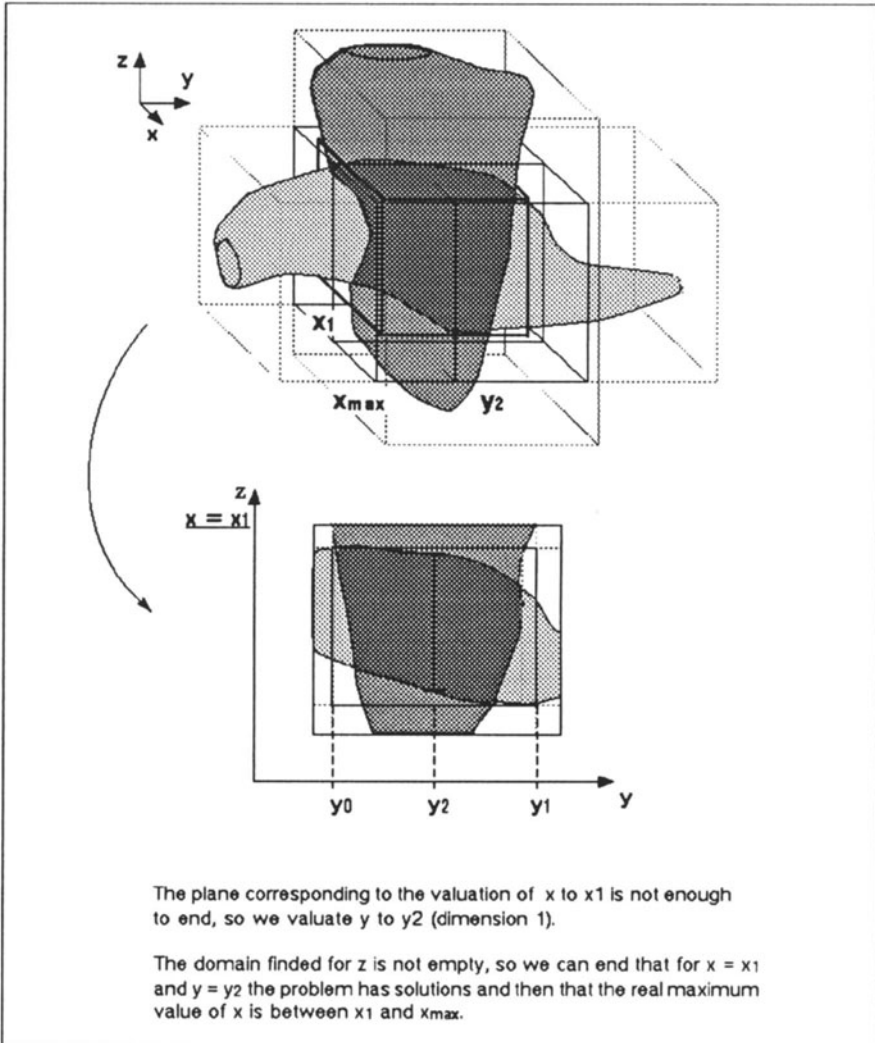 z
y
x
x1
xmax
y2
z
x = x1
y0
y2
y1
y
The plane corresponding to the valuation of x to x1 is not enough
to end, so we valuate y to y2 (dimension 1).
The domain finded for z is not empty, so we can end that for x = x1
and y = y2 the problem has solutions and then that the real maximum
value of x is between x1 and xmax.